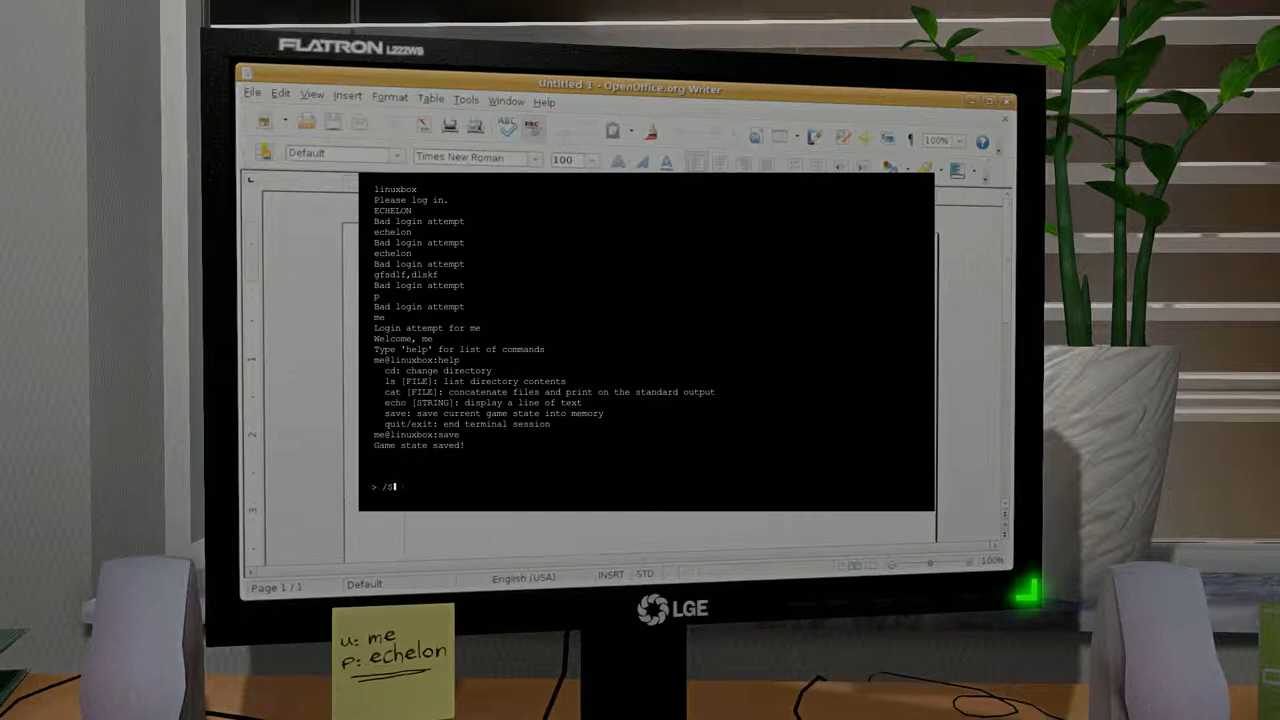 FLATRON L222WS
Untitled 1 - OpenOffice.org Writer
File Edit View Insert Format Table Tools Window Help
ABC ABC 100%
Default Times New Roman 100
linuxbox
Please log in.
ECHELON
Bad login attempt
echelon
Bad login attempt
echelon
Bad login attempt
gfsdlf,dlskf
Bad login attempt
p
Bad login attempt
me
Login attempt for me
Welcome, me
Type 'help' for list of commands
me@linuxbox:help
cd: change directory
ls [FILE]: list directory contents
cat [FILE]: concatenate files and print on the standard output
echo [STRING]: display a line of text
save: save current game state into memory
quit/exit: end terminal session
me@linuxbox:save
Game state saved!
> /$
1
2
3
Page 1 / 1 Default English (USA) INSRT STD 100%
LGE
u: me
p: echelon